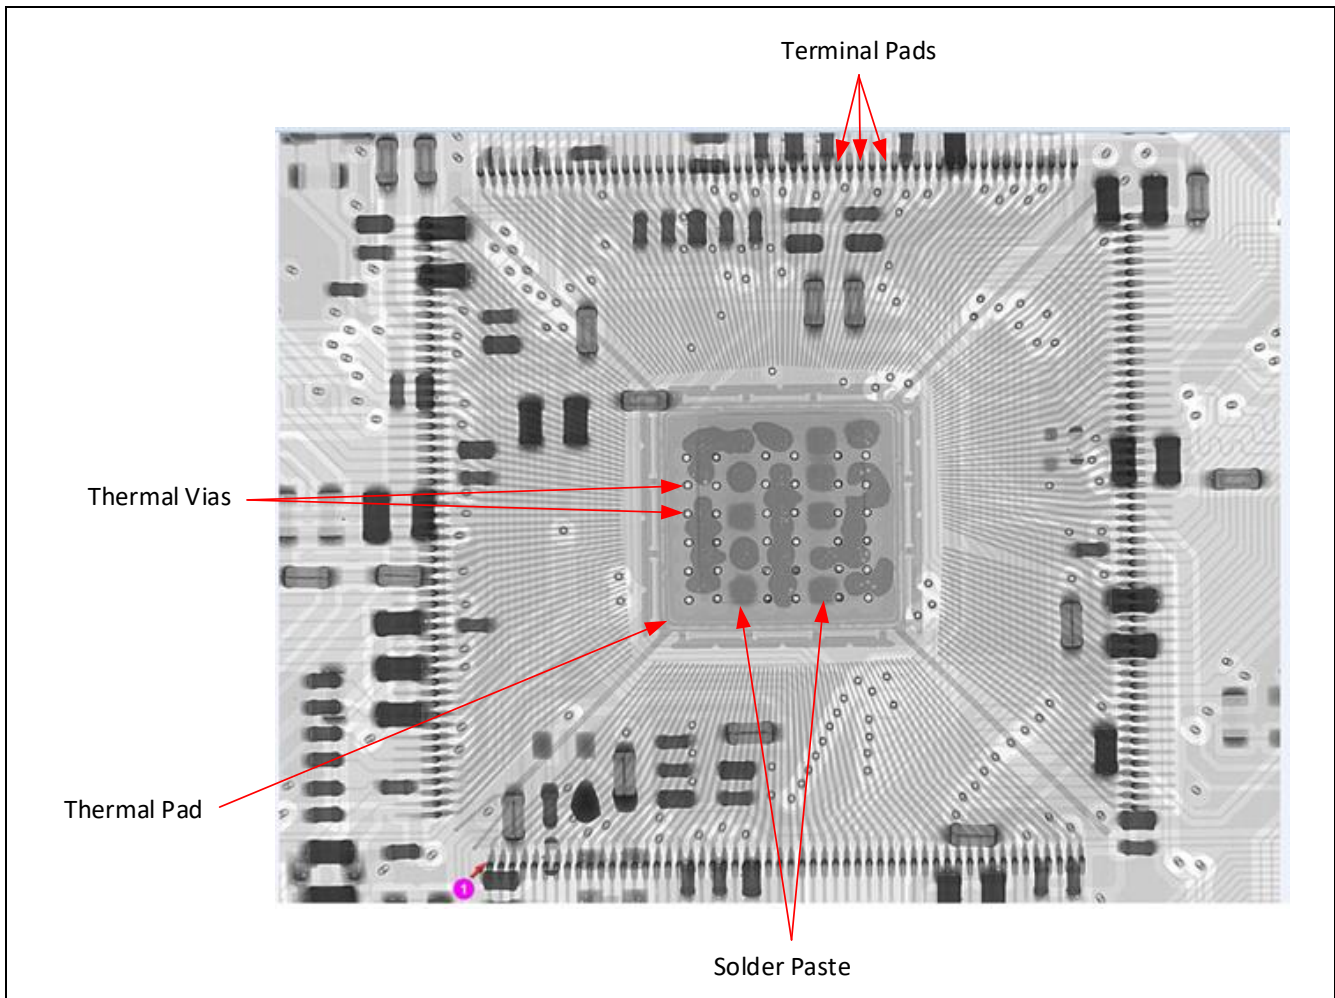 Terminal Pads
Thermal Vias
Thermal Pad
1
Solder Paste